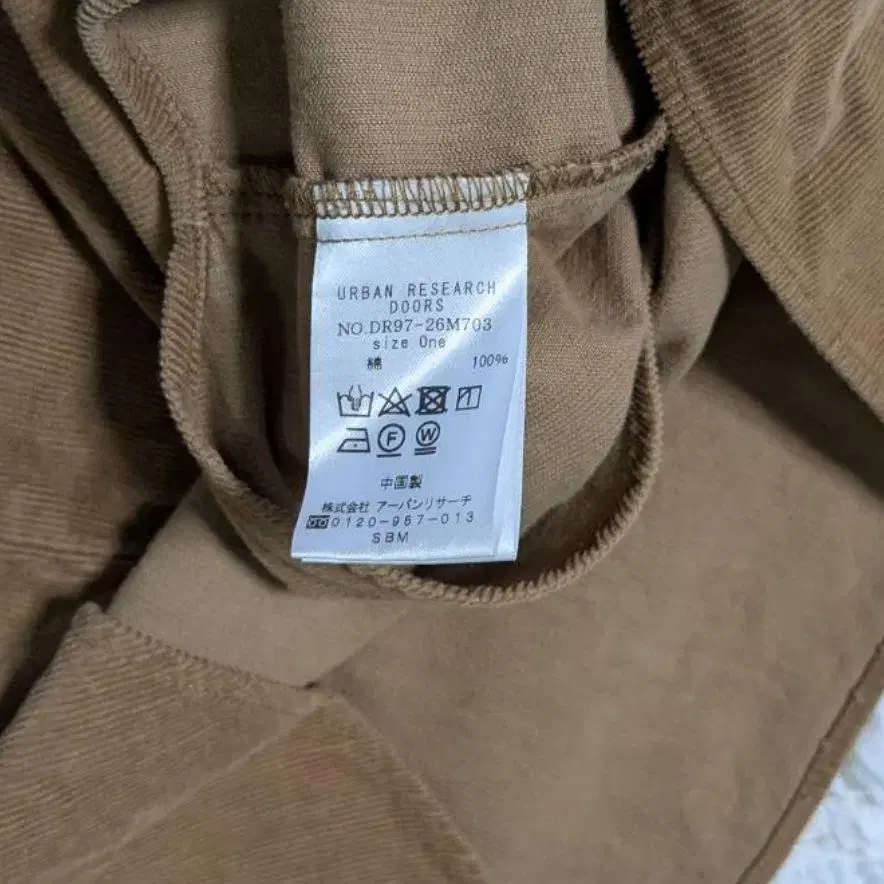 URBAN RESEARCH
DOORS
NO.DR97-26M703
size One
綿 100%
F W
中国製
株式会社 アーバンリサーチ
0120-967-013
SBM